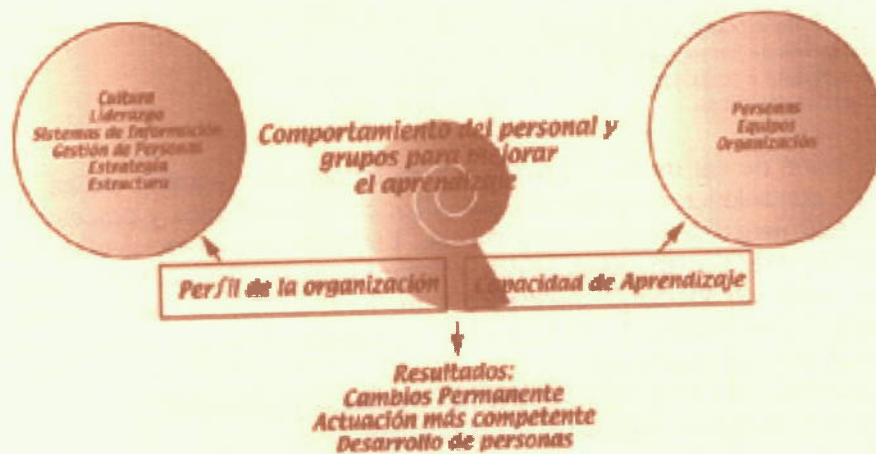 Cultura
Liderazgo
Sistemas de Información
Gestión de Personas
Estrategia
Estructura
Comportamiento del personal y
grupos para mejorar
el aprendizaje
Personas
Equipos
Organización
Perfil de la organización
Capacidad de Aprendizaje
Resultados:
Cambios Permanente
Actuación más competente
Desarrollo de personas